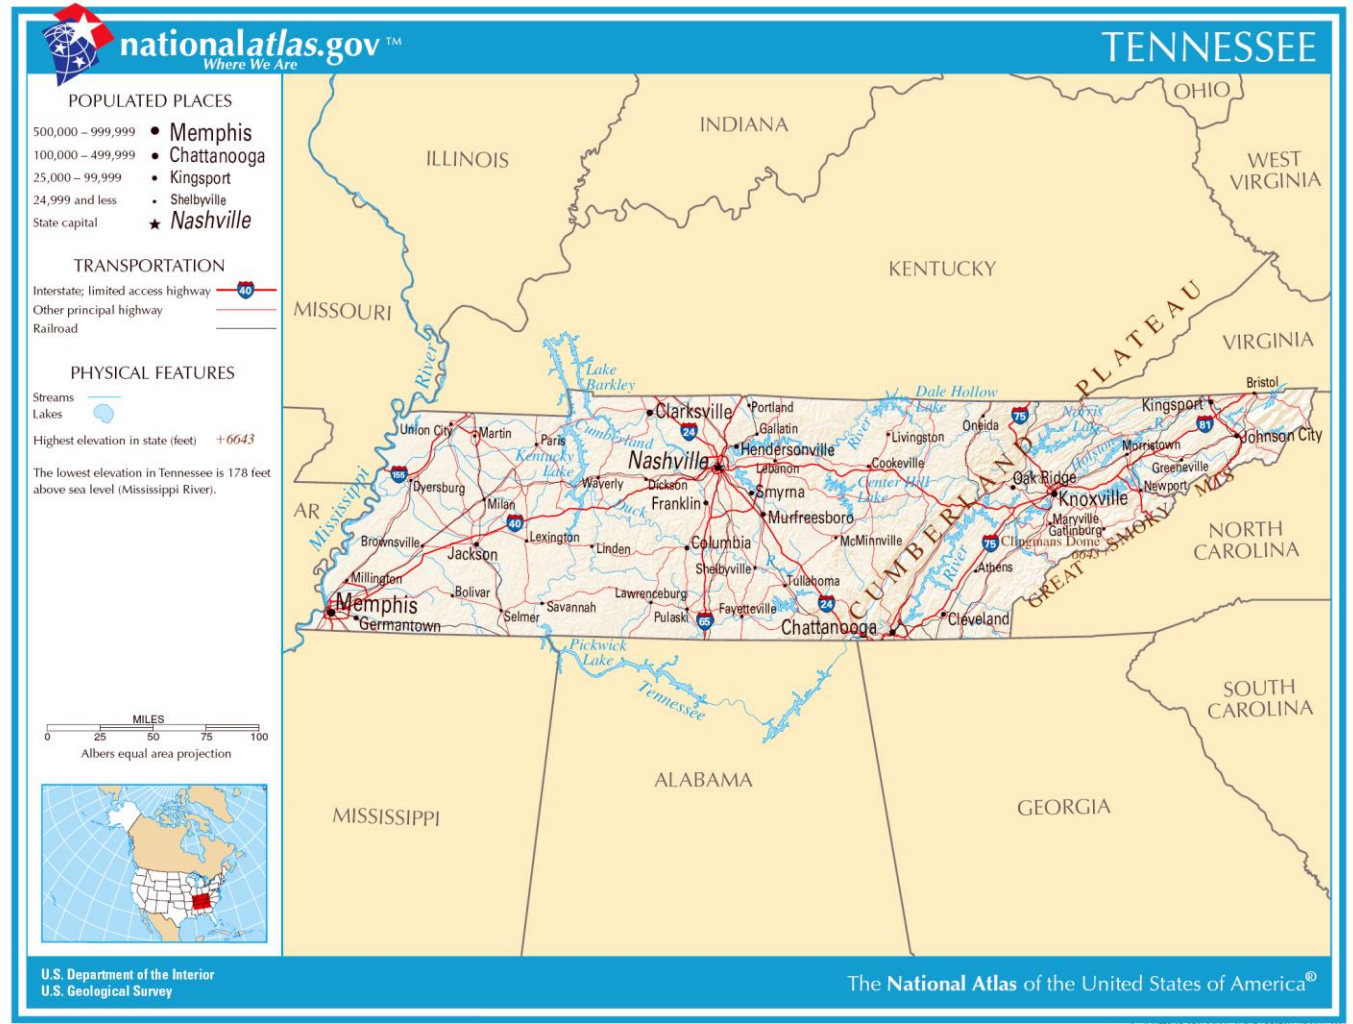 nationalatlas.gov ™
Where We Are
TENNESSEE
POPULATED PLACES
500,000 – 999,999 Memphis
100,000 – 499,999 Chattanooga
25,000 – 99,999 Kingsport
24,999 and less Shelbyville
State capital Nashville
TRANSPORTATION
Interstate; limited access highway 40
Other principal highway
Railroad
PHYSICAL FEATURES
Streams
Lakes
Highest elevation in state (feet) +6643
The lowest elevation in Tennessee is 178 feet
above sea level (Mississippi River).
MILES
0 25 50 75 100
Albers equal area projection
OHIO
INDIANA
ILLINOIS
WEST
VIRGINIA
KENTUCKY
MISSOURI
VIRGINIA
AR
NORTH
CAROLINA
SOUTH
CAROLINA
MISSISSIPPI
ALABAMA
GEORGIA
CUMBERLAND PLATEAU
GREAT SMOKY MTS
Mississippi River
Lake
Barkley
Dale Hollow
Lake
Norris
Lake
Cumberland
River
Kentucky
Lake
Center Hill
Lake
Holston
R
Duck
R
River
Pickwick
Lake
Tennessee
Bristol
Kingsport
Johnson City
81
75
Clarksville
Portland
24
Gallatin
Hendersonville
Nashville
Lebanon
Livingston
Oneida
Cookeville
Morristown
Greeneville
Newport
Oak Ridge
Knoxville
Maryville
Gatlinburg
Clingmans Dome
6643
75
Athens
Cleveland
Union City
Martin
Paris
155
Dyersburg
Milan
Waverly
Dickson
Franklin
Smyrna
Murfreesboro
40
Lexington
Linden
Columbia
McMinnville
Brownsville
Jackson
Shelbyville
Tullahoma
Millington
Memphis
Germantown
Bolivar
Selmer
Savannah
Lawrenceburg
Pulaski
65
Fayetteville
24
Chattanooga
U.S. Department of the Interior
U.S. Geological Survey
The National Atlas of the United States of America®